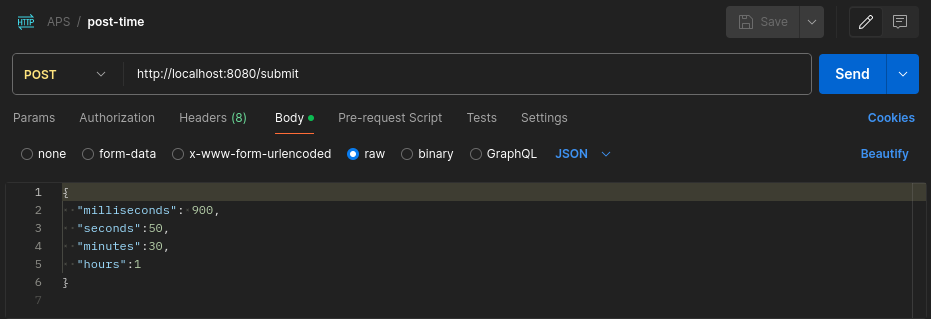 HTTP APS / post-time Save
POST http://localhost:8080/submit Send
Params Authorization Headers (8) Body Pre-request Script Tests Settings Cookies
none form-data x-www-form-urlencoded raw binary GraphQL JSON Beautify
1 {
2 "milliseconds": 900,
3 "seconds":50,
4 "minutes":30,
5 "hours":1
6 }
7